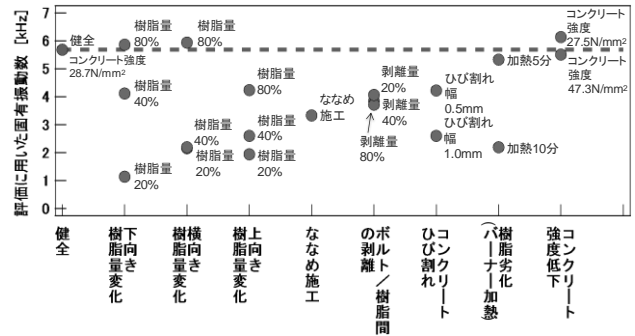 評価に用いた固有振動数 [kHz]
7
6
5
4
3
2
1
0
健全
コンクリート強度
28.7N/mm²
樹脂量
80%
樹脂量
40%
樹脂量
20%
樹脂量
80%
樹脂量
40%
樹脂量
20%
樹脂量
80%
樹脂量
40%
樹脂量
20%
ななめ
施工
剥離量
20%
剥離量
40%
剥離量
80%
ひび割れ
幅
0.5mm
ひび割れ
幅
1.0mm
加熱5分
加熱10分
コンクリート
強度
27.5N/mm²
コンクリート
強度
47.3N/mm²
健全
下向き
樹脂量変化
横向き
樹脂量変化
上向き
樹脂量変化
ななめ施工
ボルト/樹脂間
の剥離
コンクリート
ひび割れ
樹脂劣化
(バーナー加熱)
コンクリート
強度低下